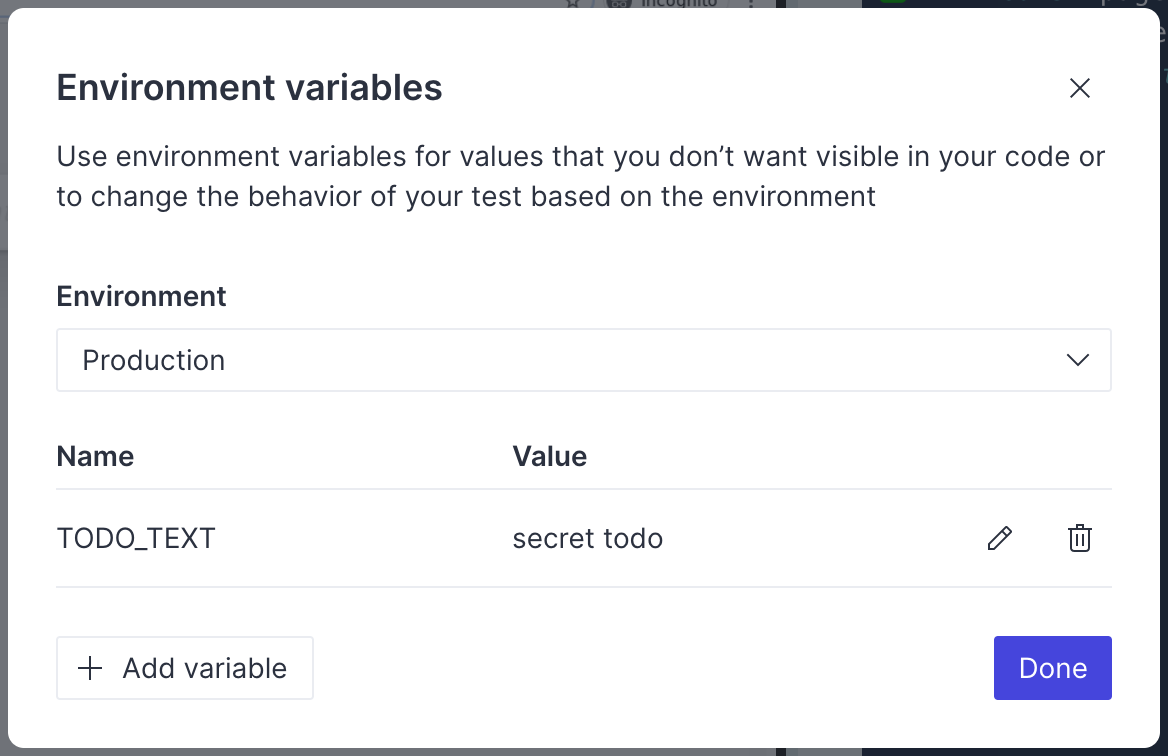 Incognito
Environment variables
Use environment variables for values that you don’t want visible in your code or
to change the behavior of your test based on the environment
Environment
Production
Name Value
TODO_TEXT secret todo
Add variable Done